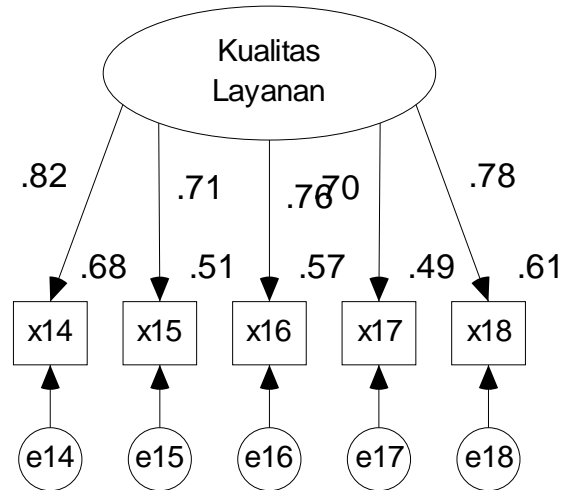 Kualitas
Layanan
.82
.71
.76
.70
.78
.68
.51
.57
.49
.61
x14
x15
x16
x17
x18
e14
e15
e16
e17
e18